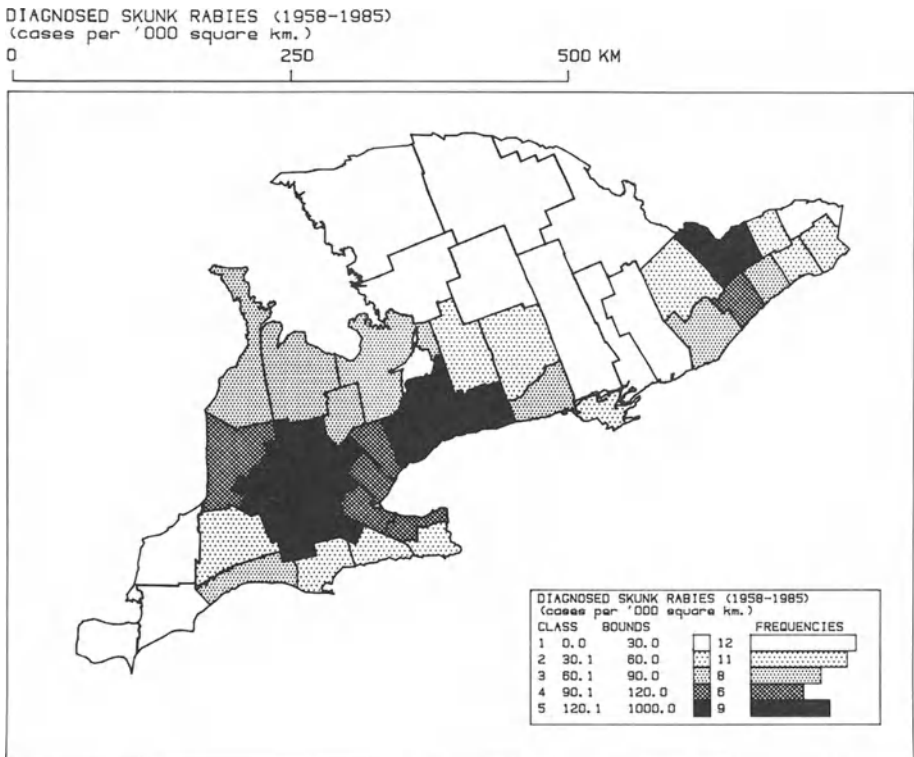 DIAGNOSED SKUNK RABIES (1958-1985)
(cases per '000 square km.)
0 250 500 KM
DIAGNOSED SKUNK RABIES (1958-1985)
(cases per '000 square km.)
CLASS BOUNDS FREQUENCIES
1 0.0 30.0 12
2 30.1 60.0 11
3 60.1 90.0 8
4 90.1 120.0 6
5 120.1 1000.0 9